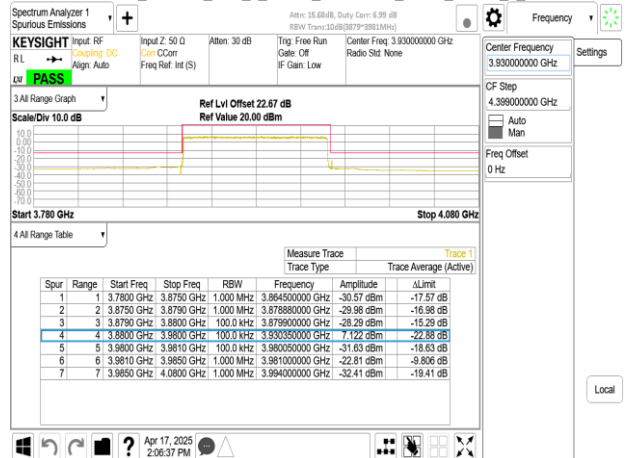 Spectrum Analyzer 1
Spurious Emissions
+
Attn: 15.68dB, Duty Corr: 6.99 dB
RBW Trans:10dB(3879~3981MHz)
Frequency
KEYSIGHT
Input: RF
Coupling: DC
Align: Auto
Input Z: 50 Ω
Corr CCorr
Freq Ref: Int (S)
Atten: 30 dB
Trig: Free Run
Gate: Off
IF Gain: Low
Center Freq: 3.930000000 GHz
Radio Std: None
RL
LXI PASS
Center Frequency
3.930000000 GHz
Settings
CF Step
4.399000000 GHz
Auto
Man
Freq Offset
0 Hz
3 All Range Graph
Ref Lvl Offset 22.67 dB
Scale/Div 10.0 dB
Ref Value 20.00 dBm
10.0
0.00
-10.0
-20.0
-30.0
-40.0
-50.0
-60.0
-70.0
Start 3.780 GHz
Stop 4.080 GHz
4 All Range Table
Measure Trace Trace 1
Trace Type Trace Average (Active)
Spur Range Start Freq Stop Freq RBW Frequency Amplitude ΔLimit
1 1 3.7800 GHz 3.8750 GHz 1.000 MHz 3.864500000 GHz -30.57 dBm -17.57 dB
2 2 3.8750 GHz 3.8790 GHz 1.000 MHz 3.878880000 GHz -29.98 dBm -16.98 dB
3 3 3.8790 GHz 3.8800 GHz 100.0 kHz 3.879900000 GHz -28.29 dBm -15.29 dB
4 4 3.8800 GHz 3.9800 GHz 100.0 kHz 3.930350000 GHz 7.122 dBm -22.88 dB
5 5 3.9800 GHz 3.9810 GHz 100.0 kHz 3.980050000 GHz -31.63 dBm -18.63 dB
6 6 3.9810 GHz 3.9850 GHz 1.000 MHz 3.981000000 GHz -22.81 dBm -9.806 dB
7 7 3.9850 GHz 4.0800 GHz 1.000 MHz 3.994000000 GHz -32.41 dBm -19.41 dB
Local
?
Apr 17, 2025
2:06:37 PM